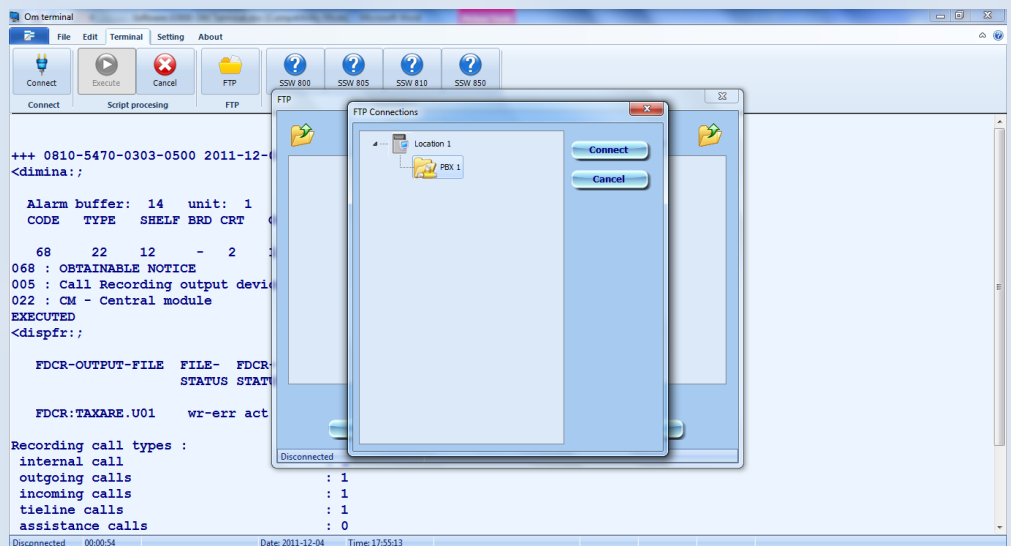 Om terminal
File Edit Terminal Setting About
Connect Execute Cancel FTP SSW 800 SSW 805 SSW 810 SSW 850
Connect Script procesing FTP
FTP
FTP Connections
Location 1
PBX 1
Connect
Cancel
Disconnected
+++ 0810-5470-0303-0500 2011-12-
<dimina:;
Alarm buffer: 14 unit: 1
CODE TYPE SHELF BRD CRT
68 22 12 - 2
068 : OBTAINABLE NOTICE
005 : Call Recording output devi
022 : CM - Central module
EXECUTED
<dispfr:;
FDCR-OUTPUT-FILE FILE- FDCR-
STATUS STATU
FDCR:TAXARE.U01 wr-err act
Recording call types :
internal call
outgoing calls : 1
incoming calls : 1
tieline calls : 1
assistance calls : 0
Disconnected 00:00:54 Date: 2011-12-04 Time: 17:55:13